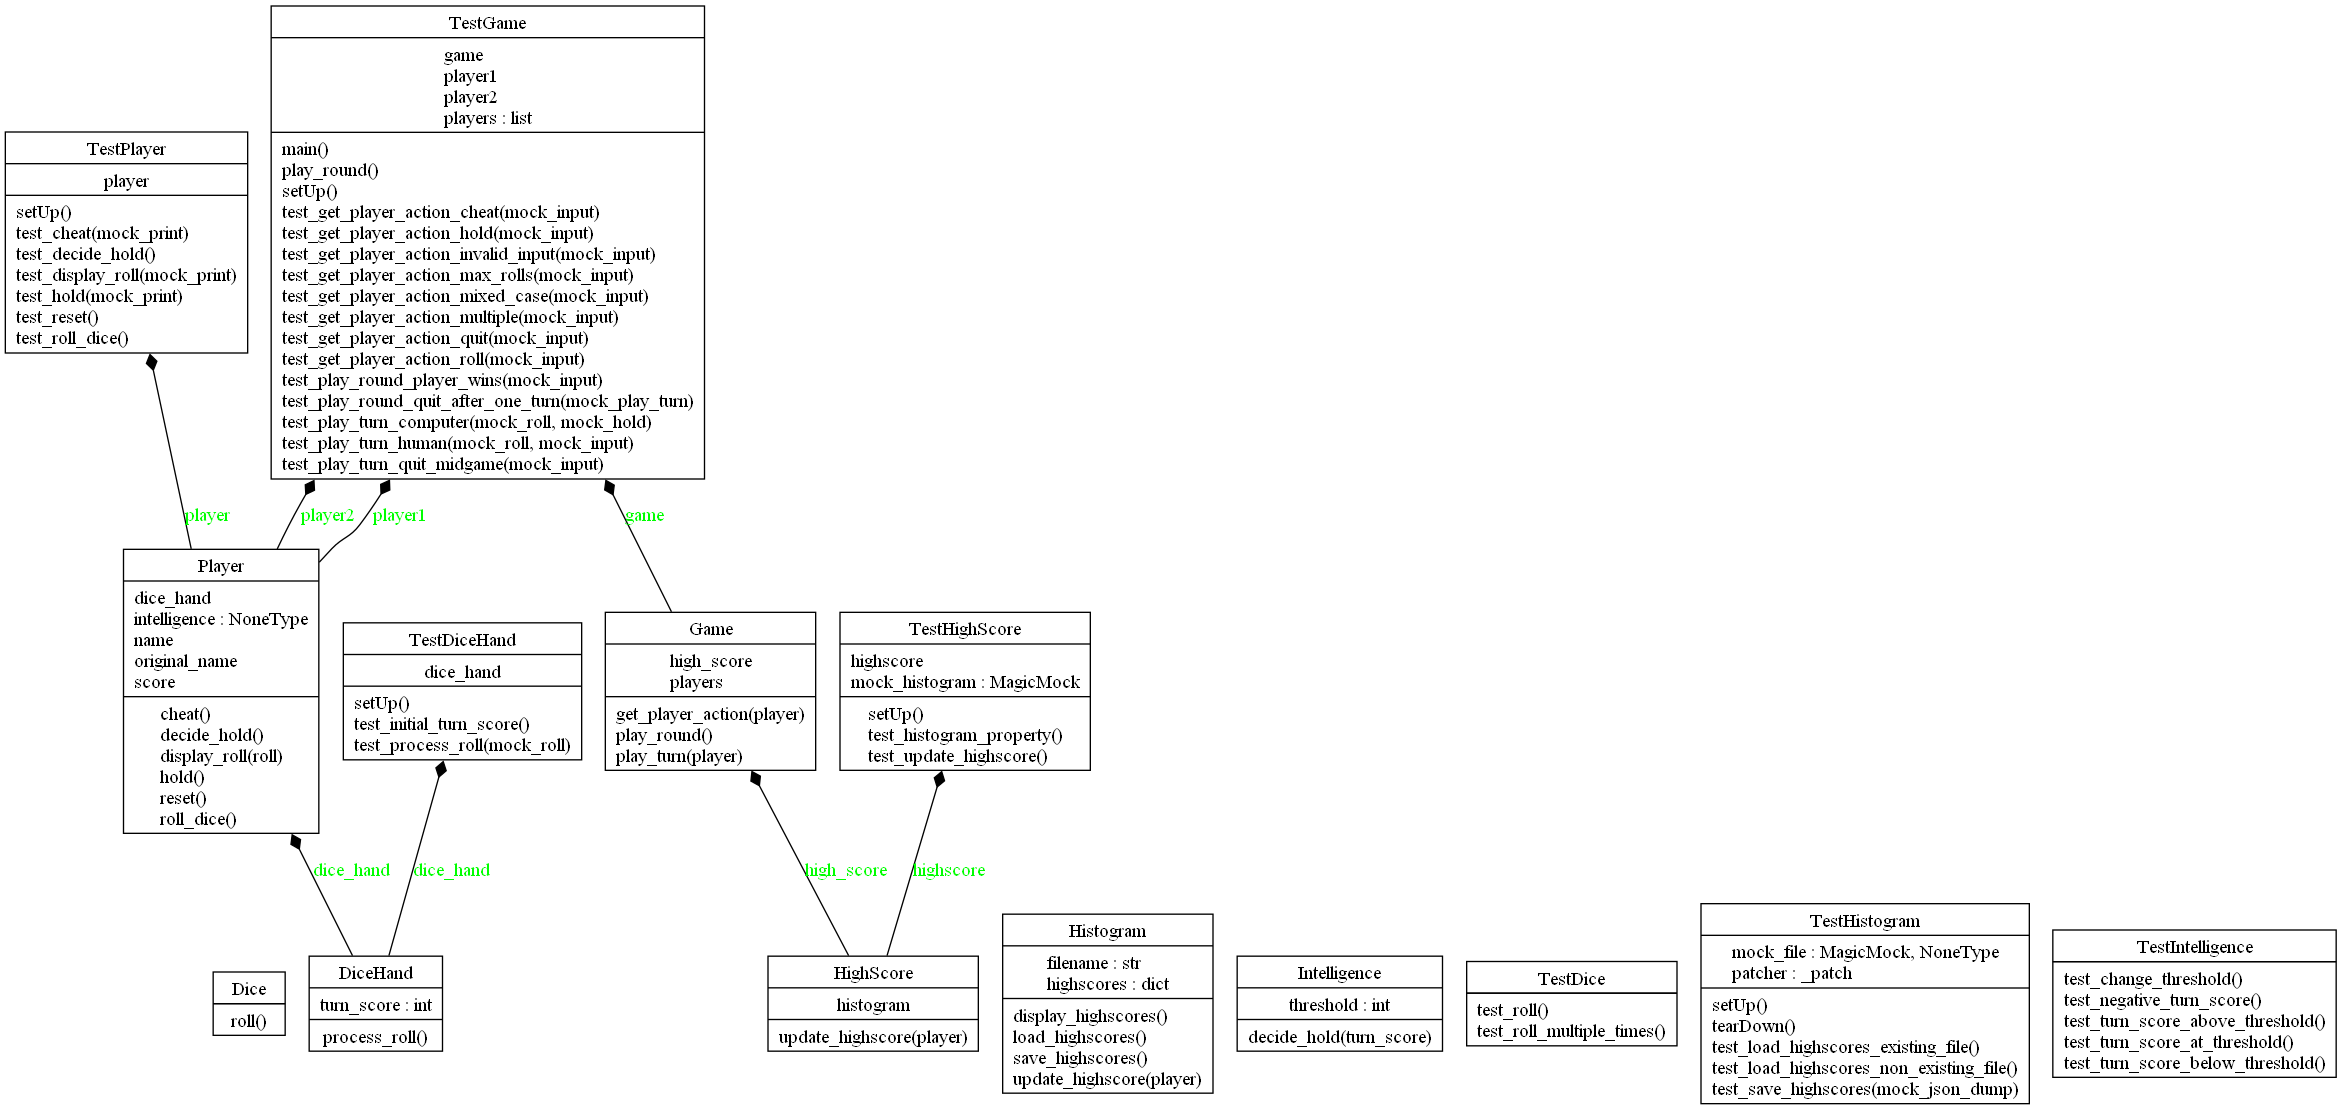 TestGame
game
player1
player2
players : list
main()
play_round()
setUp()
test_get_player_action_cheat(mock_input)
test_get_player_action_hold(mock_input)
test_get_player_action_invalid_input(mock_input)
test_get_player_action_max_rolls(mock_input)
test_get_player_action_mixed_case(mock_input)
test_get_player_action_multiple(mock_input)
test_get_player_action_quit(mock_input)
test_get_player_action_roll(mock_input)
test_play_round_player_wins(mock_input)
test_play_round_quit_after_one_turn(mock_play_turn)
test_play_turn_computer(mock_roll, mock_hold)
test_play_turn_human(mock_roll, mock_input)
test_play_turn_quit_midgame(mock_input)
TestPlayer
player
setUp()
test_cheat(mock_print)
test_decide_hold()
test_display_roll(mock_print)
test_hold(mock_print)
test_reset()
test_roll_dice()
player
player2
player1
game
Player
dice_hand
intelligence : NoneType
name
original_name
score
cheat()
decide_hold()
display_roll(roll)
hold()
reset()
roll_dice()
TestDiceHand
dice_hand
setUp()
test_initial_turn_score()
test_process_roll(mock_roll)
Game
high_score
players
get_player_action(player)
play_round()
play_turn(player)
TestHighScore
highscore
mock_histogram : MagicMock
setUp()
test_histogram_property()
test_update_highscore()
dice_hand
dice_hand
high_score
highscore
Dice
roll()
DiceHand
turn_score : int
process_roll()
HighScore
histogram
update_highscore(player)
Histogram
filename : str
highscores : dict
display_highscores()
load_highscores()
save_highscores()
update_highscore(player)
Intelligence
threshold : int
decide_hold(turn_score)
TestDice
test_roll()
test_roll_multiple_times()
TestHistogram
mock_file : MagicMock, NoneType
patcher : _patch
setUp()
tearDown()
test_load_highscores_existing_file()
test_load_highscores_non_existing_file()
test_save_highscores(mock_json_dump)
TestIntelligence
test_change_threshold()
test_negative_turn_score()
test_turn_score_above_threshold()
test_turn_score_at_threshold()
test_turn_score_below_threshold()